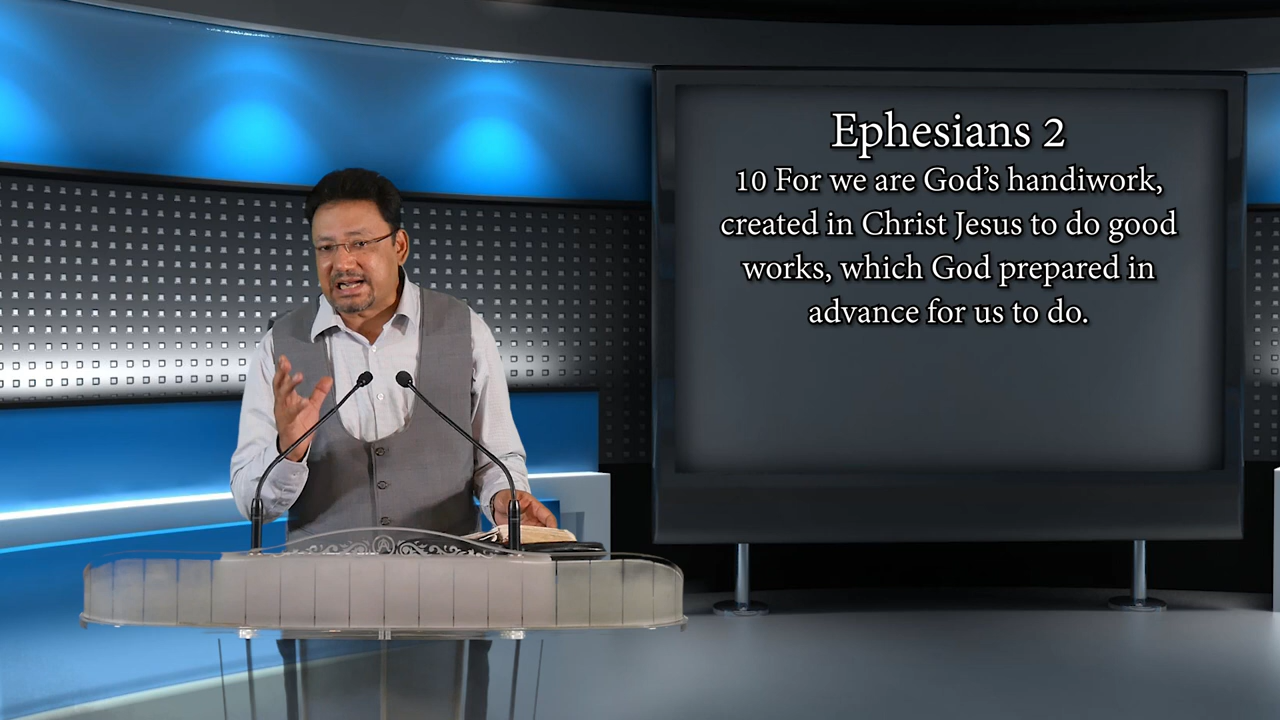 Ephesians 2
10 For we are God’s handiwork,
created in Christ Jesus to do good
works, which God prepared in
advance for us to do.